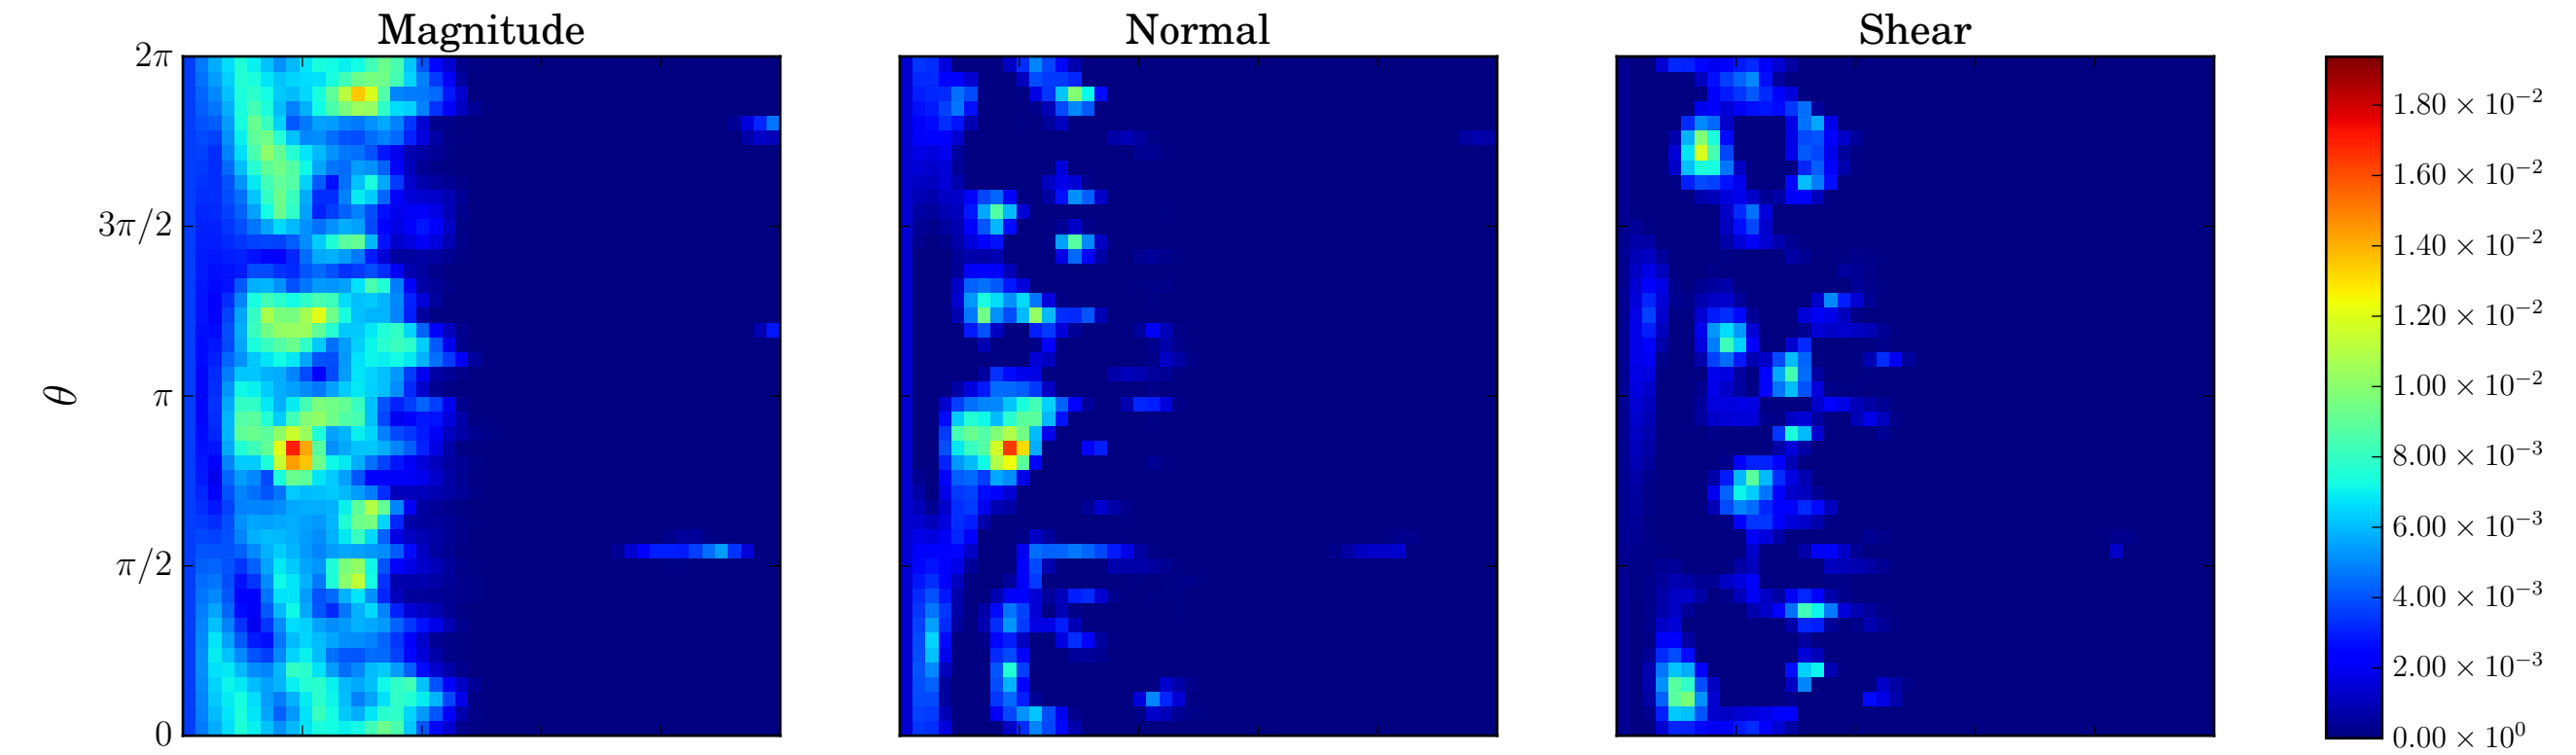 Magnitude
Normal
Shear
2π
3π/2
π
π/2
0
θ
1.80 × 10⁻²
1.60 × 10⁻²
1.40 × 10⁻²
1.20 × 10⁻²
1.00 × 10⁻²
8.00 × 10⁻³
6.00 × 10⁻³
4.00 × 10⁻³
2.00 × 10⁻³
0.00 × 10⁰